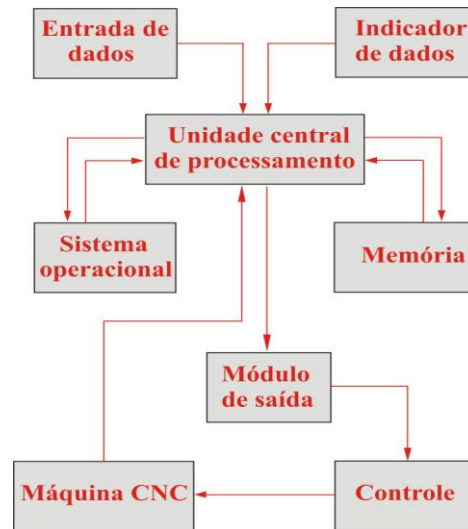 Entrada de
dados
Indicador
de dados
Unidade central
de processamento
Sistema
operacional
Memória
Módulo
de saída
Máquina CNC
Controle